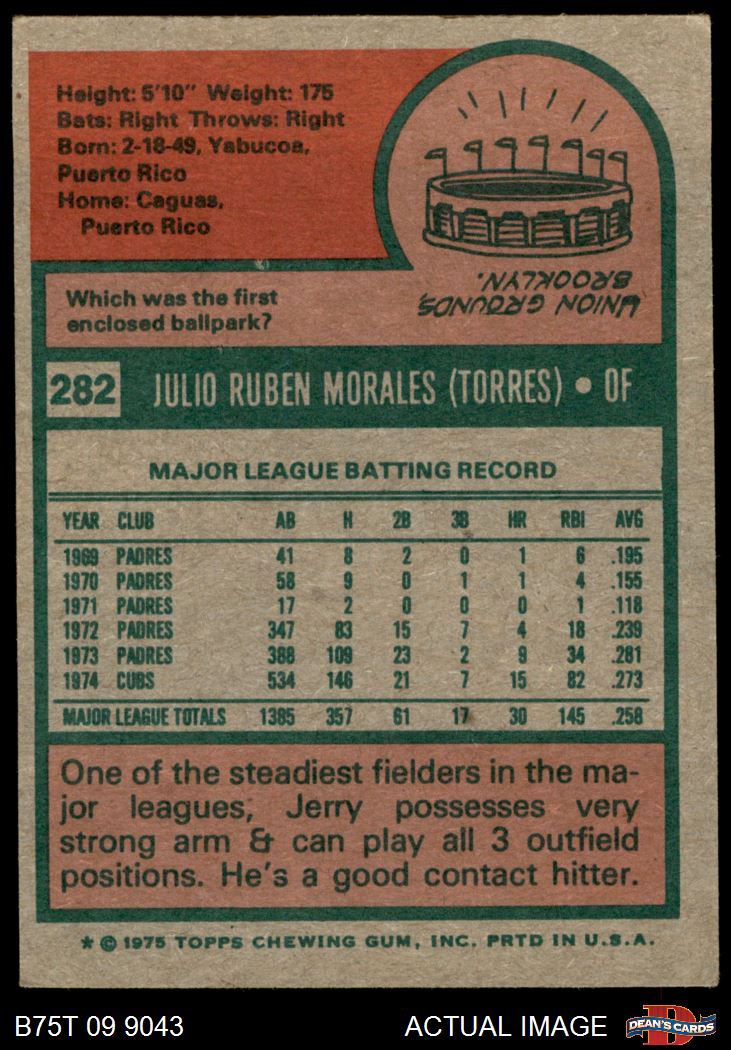 Height: 5'10" Weight: 175
Bats: Right Throws: Right
Born: 2-18-49, Yabucoa,
Puerto Rico
Home: Caguas,
Puerto Rico
Which was the first
enclosed ballpark?
UNION GROUNDS,
BROOKLYN.
282 JULIO RUBEN MORALES (TORRES) • OF
MAJOR LEAGUE BATTING RECORD
YEAR CLUB AB H 2B 3B HR RBI AVG
1969 PADRES 41 8 2 0 1 6 .195
1970 PADRES 58 9 0 1 1 4 .155
1971 PADRES 17 2 0 0 0 1 .118
1972 PADRES 347 83 15 7 4 18 .239
1973 PADRES 388 109 23 2 9 34 .281
1974 CUBS 534 146 21 7 15 82 .273
MAJOR LEAGUE TOTALS 1385 357 61 17 30 145 .258
One of the steadiest fielders in the ma-
jor leagues, Jerry possesses very
strong arm & can play all 3 outfield
positions. He's a good contact hitter.
* © 1975 TOPPS CHEWING GUM, INC. PRTD IN U.S.A.
B75T 09 9043 ACTUAL IMAGE D DEAN'S CARDS